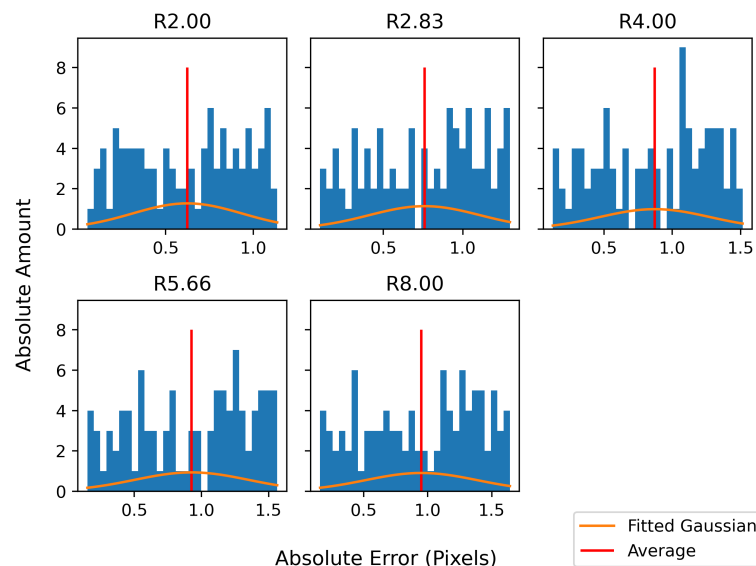 R2.00 R2.83 R4.00
8
6
4
2
0
0.5 1.0 0.5 1.0 0.5 1.0 1.5
Absolute Amount
R5.66 R8.00
8
6
4
2
0
0.5 1.0 1.5 0.5 1.0 1.5
Absolute Error (Pixels)
Fitted Gaussian
Average